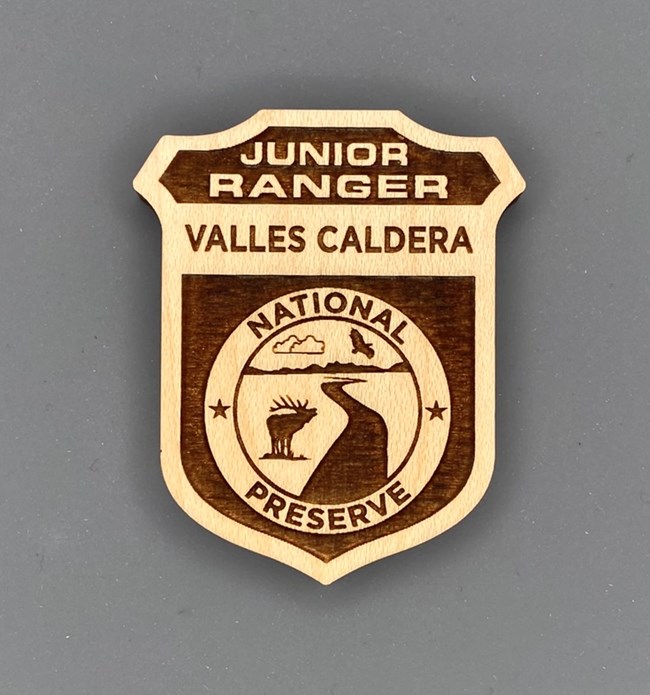 JUNIOR
RANGER
VALLES CALDERA
NATIONAL
PRESERVE